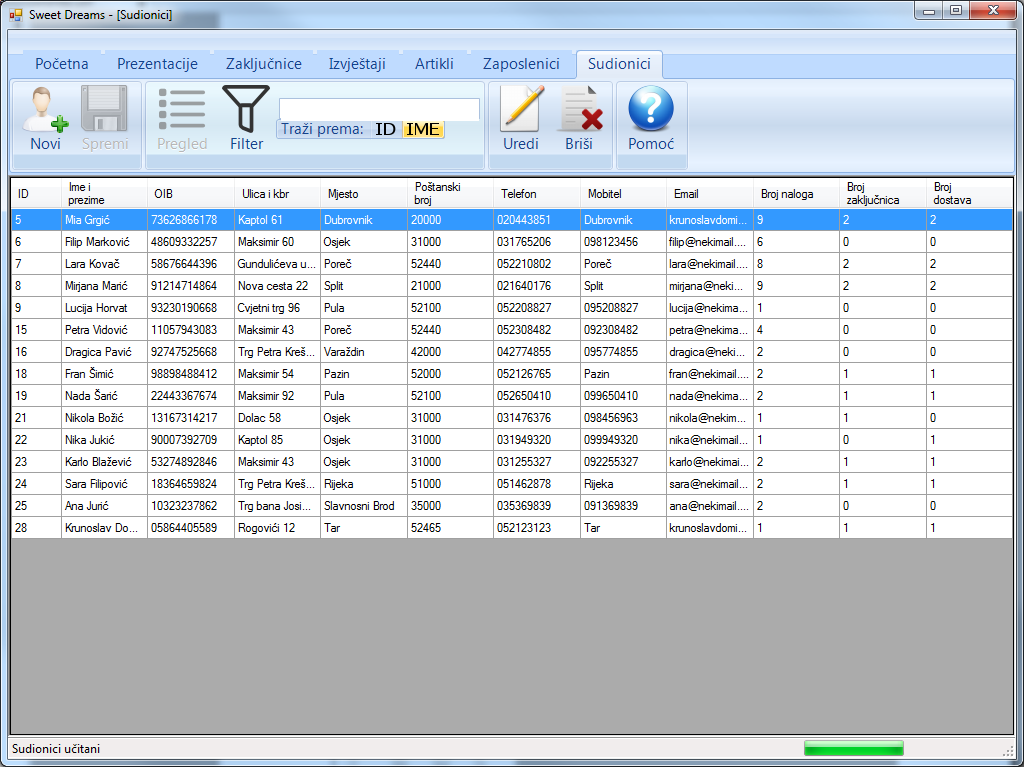 Sweet Dreams - [Sudionici]
Početna Prezentacije Zaključnice Izvještaji Artikli Zaposlenici Sudionici
Novi Spremi Pregled Filter Traži prema: ID IME Uredi Briši Pomoć
ID Ime i prezime OIB Ulica i kbr Mjesto Poštanski broj Telefon Mobitel Email Broj naloga Broj zaključnica Broj dostava
5 Mia Grgić 73626866178 Kaptol 61 Dubrovnik 20000 020443851 Dubrovnik krunoslavdomi... 9 2 2
6 Filip Marković 48609332257 Maksimir 60 Osjek 31000 031765206 098123456 filip@nekimail.... 6 0 0
7 Lara Kovač 58676644396 Gundulićeva u... Poreč 52440 052210802 Poreč lara@nekimail.... 8 2 2
8 Mirjana Marić 91214714864 Nova cesta 22 Split 21000 021640176 Split mirjana@neki... 9 2 2
9 Lucija Horvat 93230190668 Cvjetni trg 96 Pula 52100 052208827 095208827 lucija@nekima... 1 0 0
15 Petra Vidović 11057943083 Maksimir 43 Poreč 52440 052308482 092308482 petra@nekima... 4 0 0
16 Dragica Pavić 92747525668 Trg Petra Kreš... Varaždin 42000 042774855 095774855 dragica@neki... 2 0 0
18 Fran Šimić 98898488412 Maksimir 54 Pazin 52000 052126765 Pazin fran@nekimail.... 2 1 1
19 Nada Šarić 22443367674 Maksimir 92 Pula 52100 052650410 099650410 nada@nekima... 2 1 1
21 Nikola Božić 13167314217 Dolac 58 Osjek 31000 031476376 098456963 nikola@nekim... 1 1 0
22 Nika Jukić 90007392709 Kaptol 85 Osjek 31000 031949320 099949320 nika@nekimail... 1 0 1
23 Karlo Blažević 53274892846 Maksimir 43 Osjek 31000 031255327 092255327 karlo@nekimai... 2 1 1
24 Sara Filipović 18364659824 Trg Petra Kreš... Rijeka 51000 051462878 Rijeka sara@nekimail.... 2 1 1
25 Ana Jurić 10323237862 Trg bana Josi... Slavnosni Brod 35000 035369839 091369839 ana@nekimail.... 2 0 0
28 Krunoslav Do... 05864405589 Rogovići 12 Tar 52465 052123123 Tar krunoslavdomi... 1 1 1
Sudionici učitani